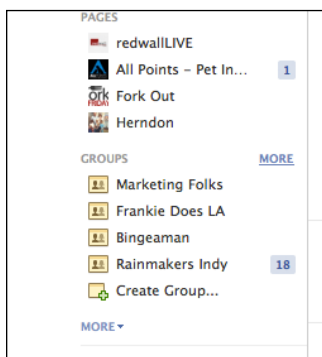 PAGES
redwallLIVE
All Points – Pet In... 1
Fork Out
Herndon
GROUPS MORE
Marketing Folks
Frankie Does LA
Bingeaman
Rainmakers Indy 18
Create Group...
MORE